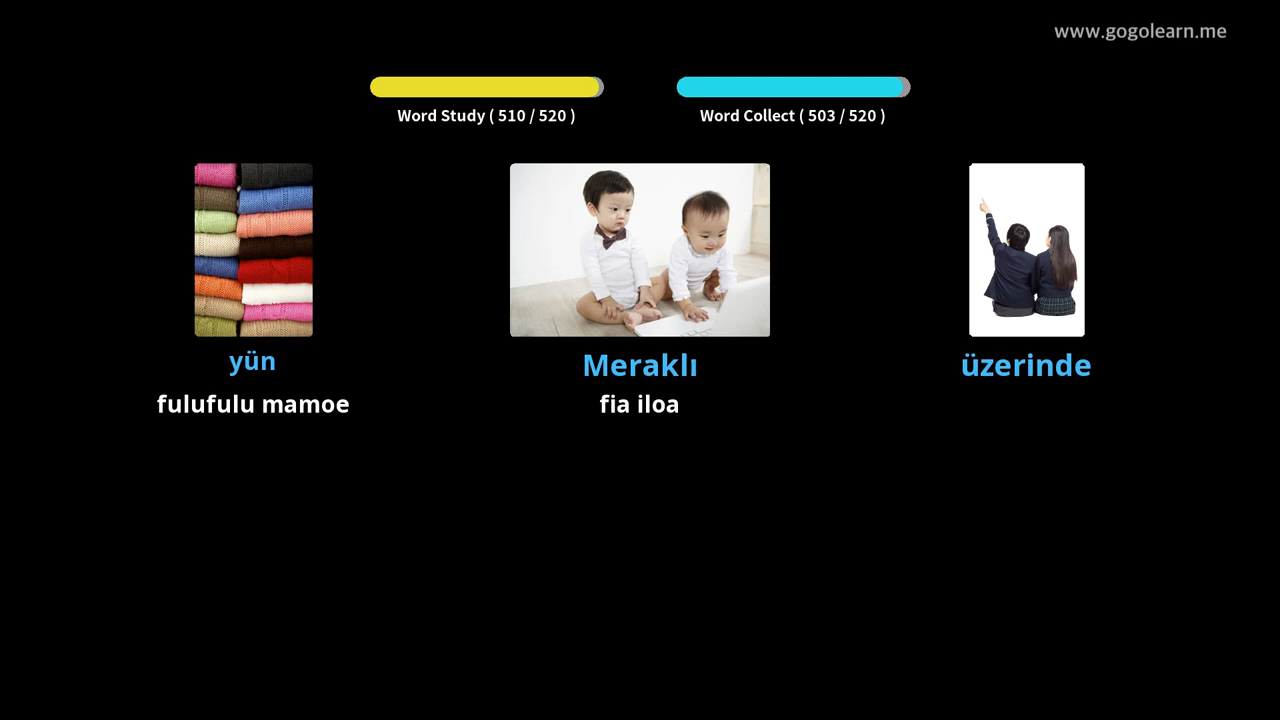 www.gogolearn.me
Word Study ( 510 / 520 )
Word Collect ( 503 / 520 )
yün
Meraklı
üzerinde
fulufulu mamoe
fia iloa